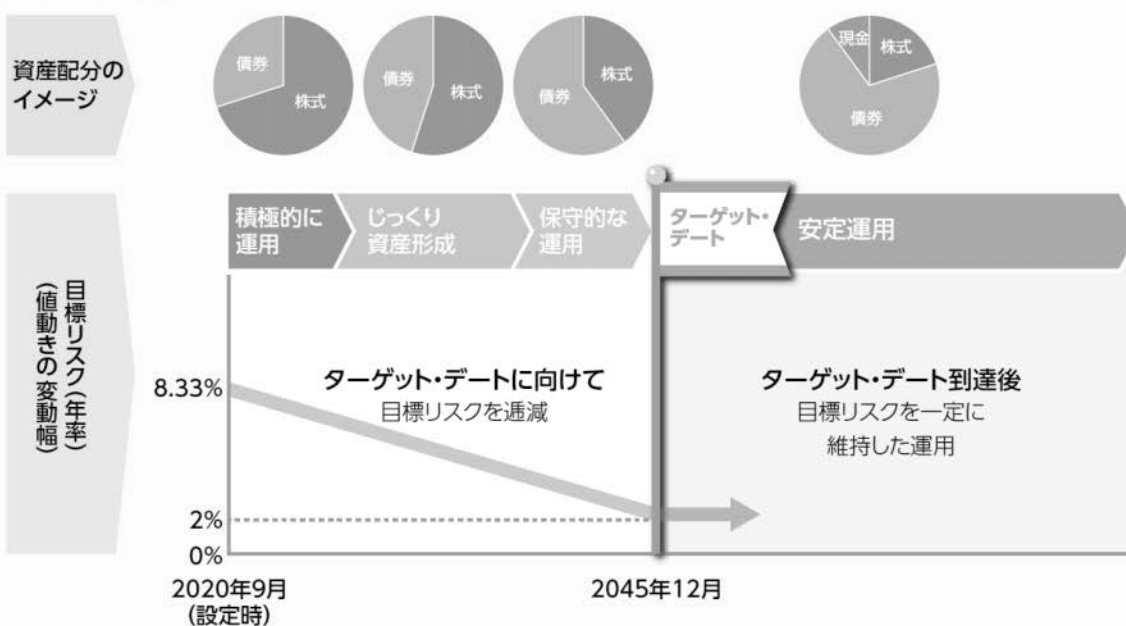 資産配分の
イメージ
債券
株式
債券
株式
債券
株式
現金
株式
債券
積極的に
運用
じっくり
資産形成
保守的な
運用
ターゲット・
デート
安定運用
目標リスク(年率)
(値動きの変動幅)
8.33%
2%
0%
ターゲット・デートに向けて
目標リスクを逓減
ターゲット・デート到達後
目標リスクを一定に
維持した運用
2020年9月
(設定時)
2045年12月